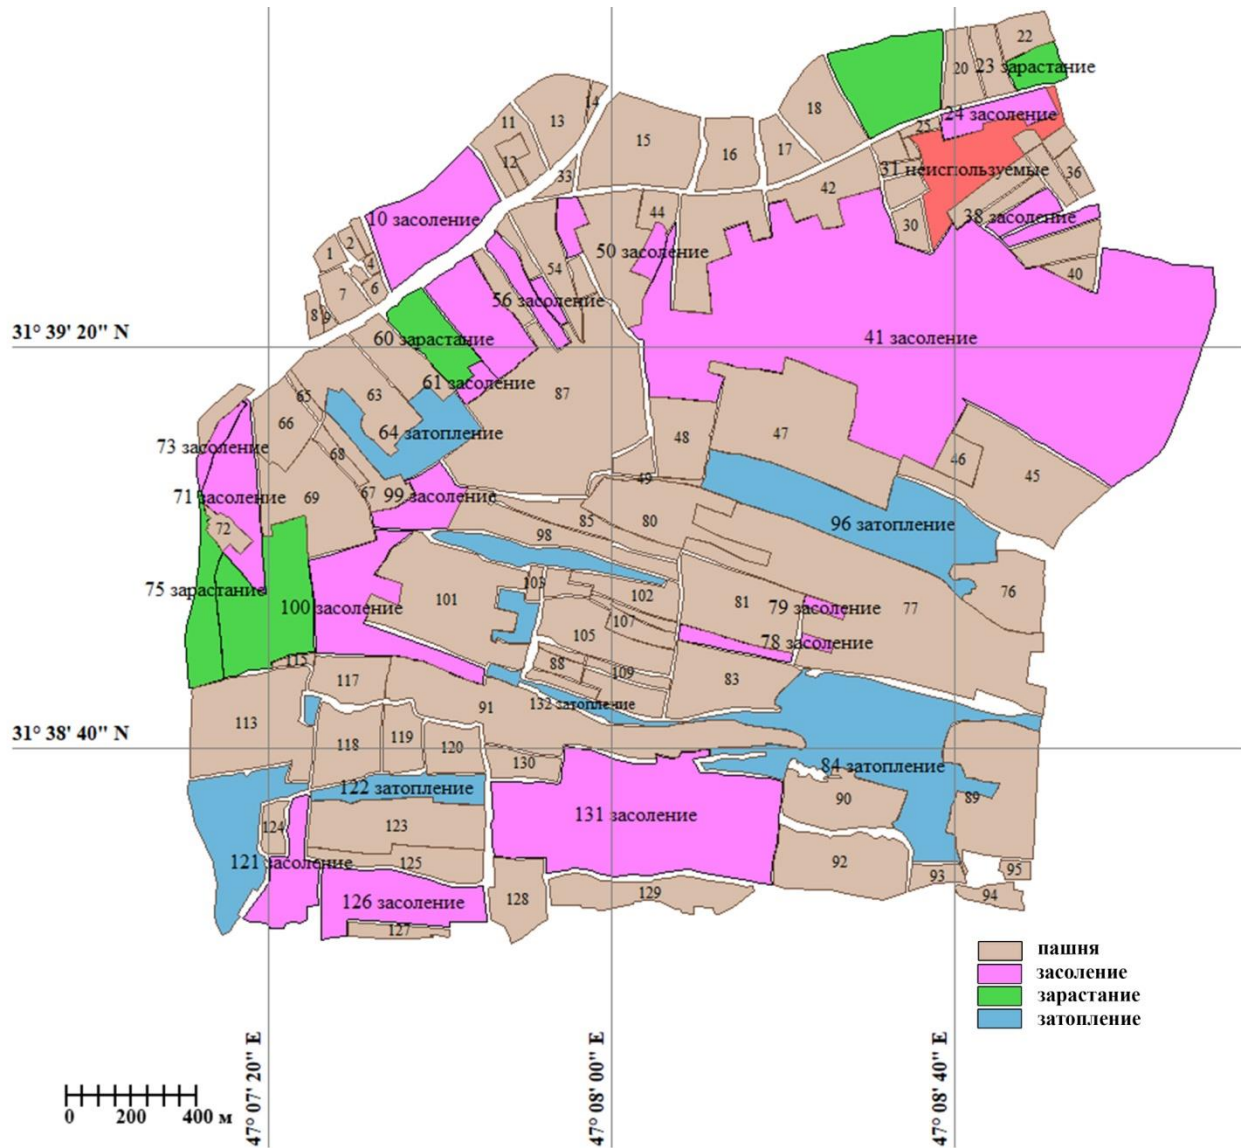 22
20
23 зарастание
14
18
24 засоление
11
13
25
15
16
17
12
31 неиспользуемые
33
36
42
10 засоление
44
38 засоление
30
2
1
50 засоление
4
54
40
6
7
56 засоление
8
9
31° 39' 20" N
60 зарастание
41 засоление
61 засоление
87
63
65
66
64 затопление
48
47
73 засоление
68
46
45
49
71 засоление
69
67
99 засоление
85
80
96 затопление
72
98
75 зарастание
103
76
100 засоление
101
102
81
79 засоление
77
107
105
78 засоление
115
88
109
83
117
132 затопление
91
113
31° 38' 40" N
118
119
120
130
84 затопление
122 затопление
90
89
131 засоление
124
123
121 засоление
125
92
95
93
129
128
94
126 засоление
127
пашня
засоление
зарастание
затопление
47° 07' 20" E
47° 08' 00" E
47° 08' 40" E
0 200 400 м